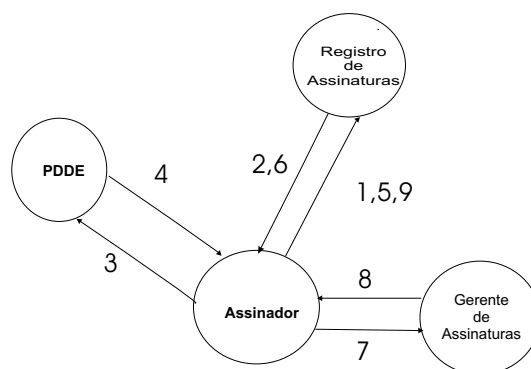 Registro
de
Assinaturas
PDDE
4
2,6
1,5,9
3
Assinador
8
Gerente
de
Assinaturas
7